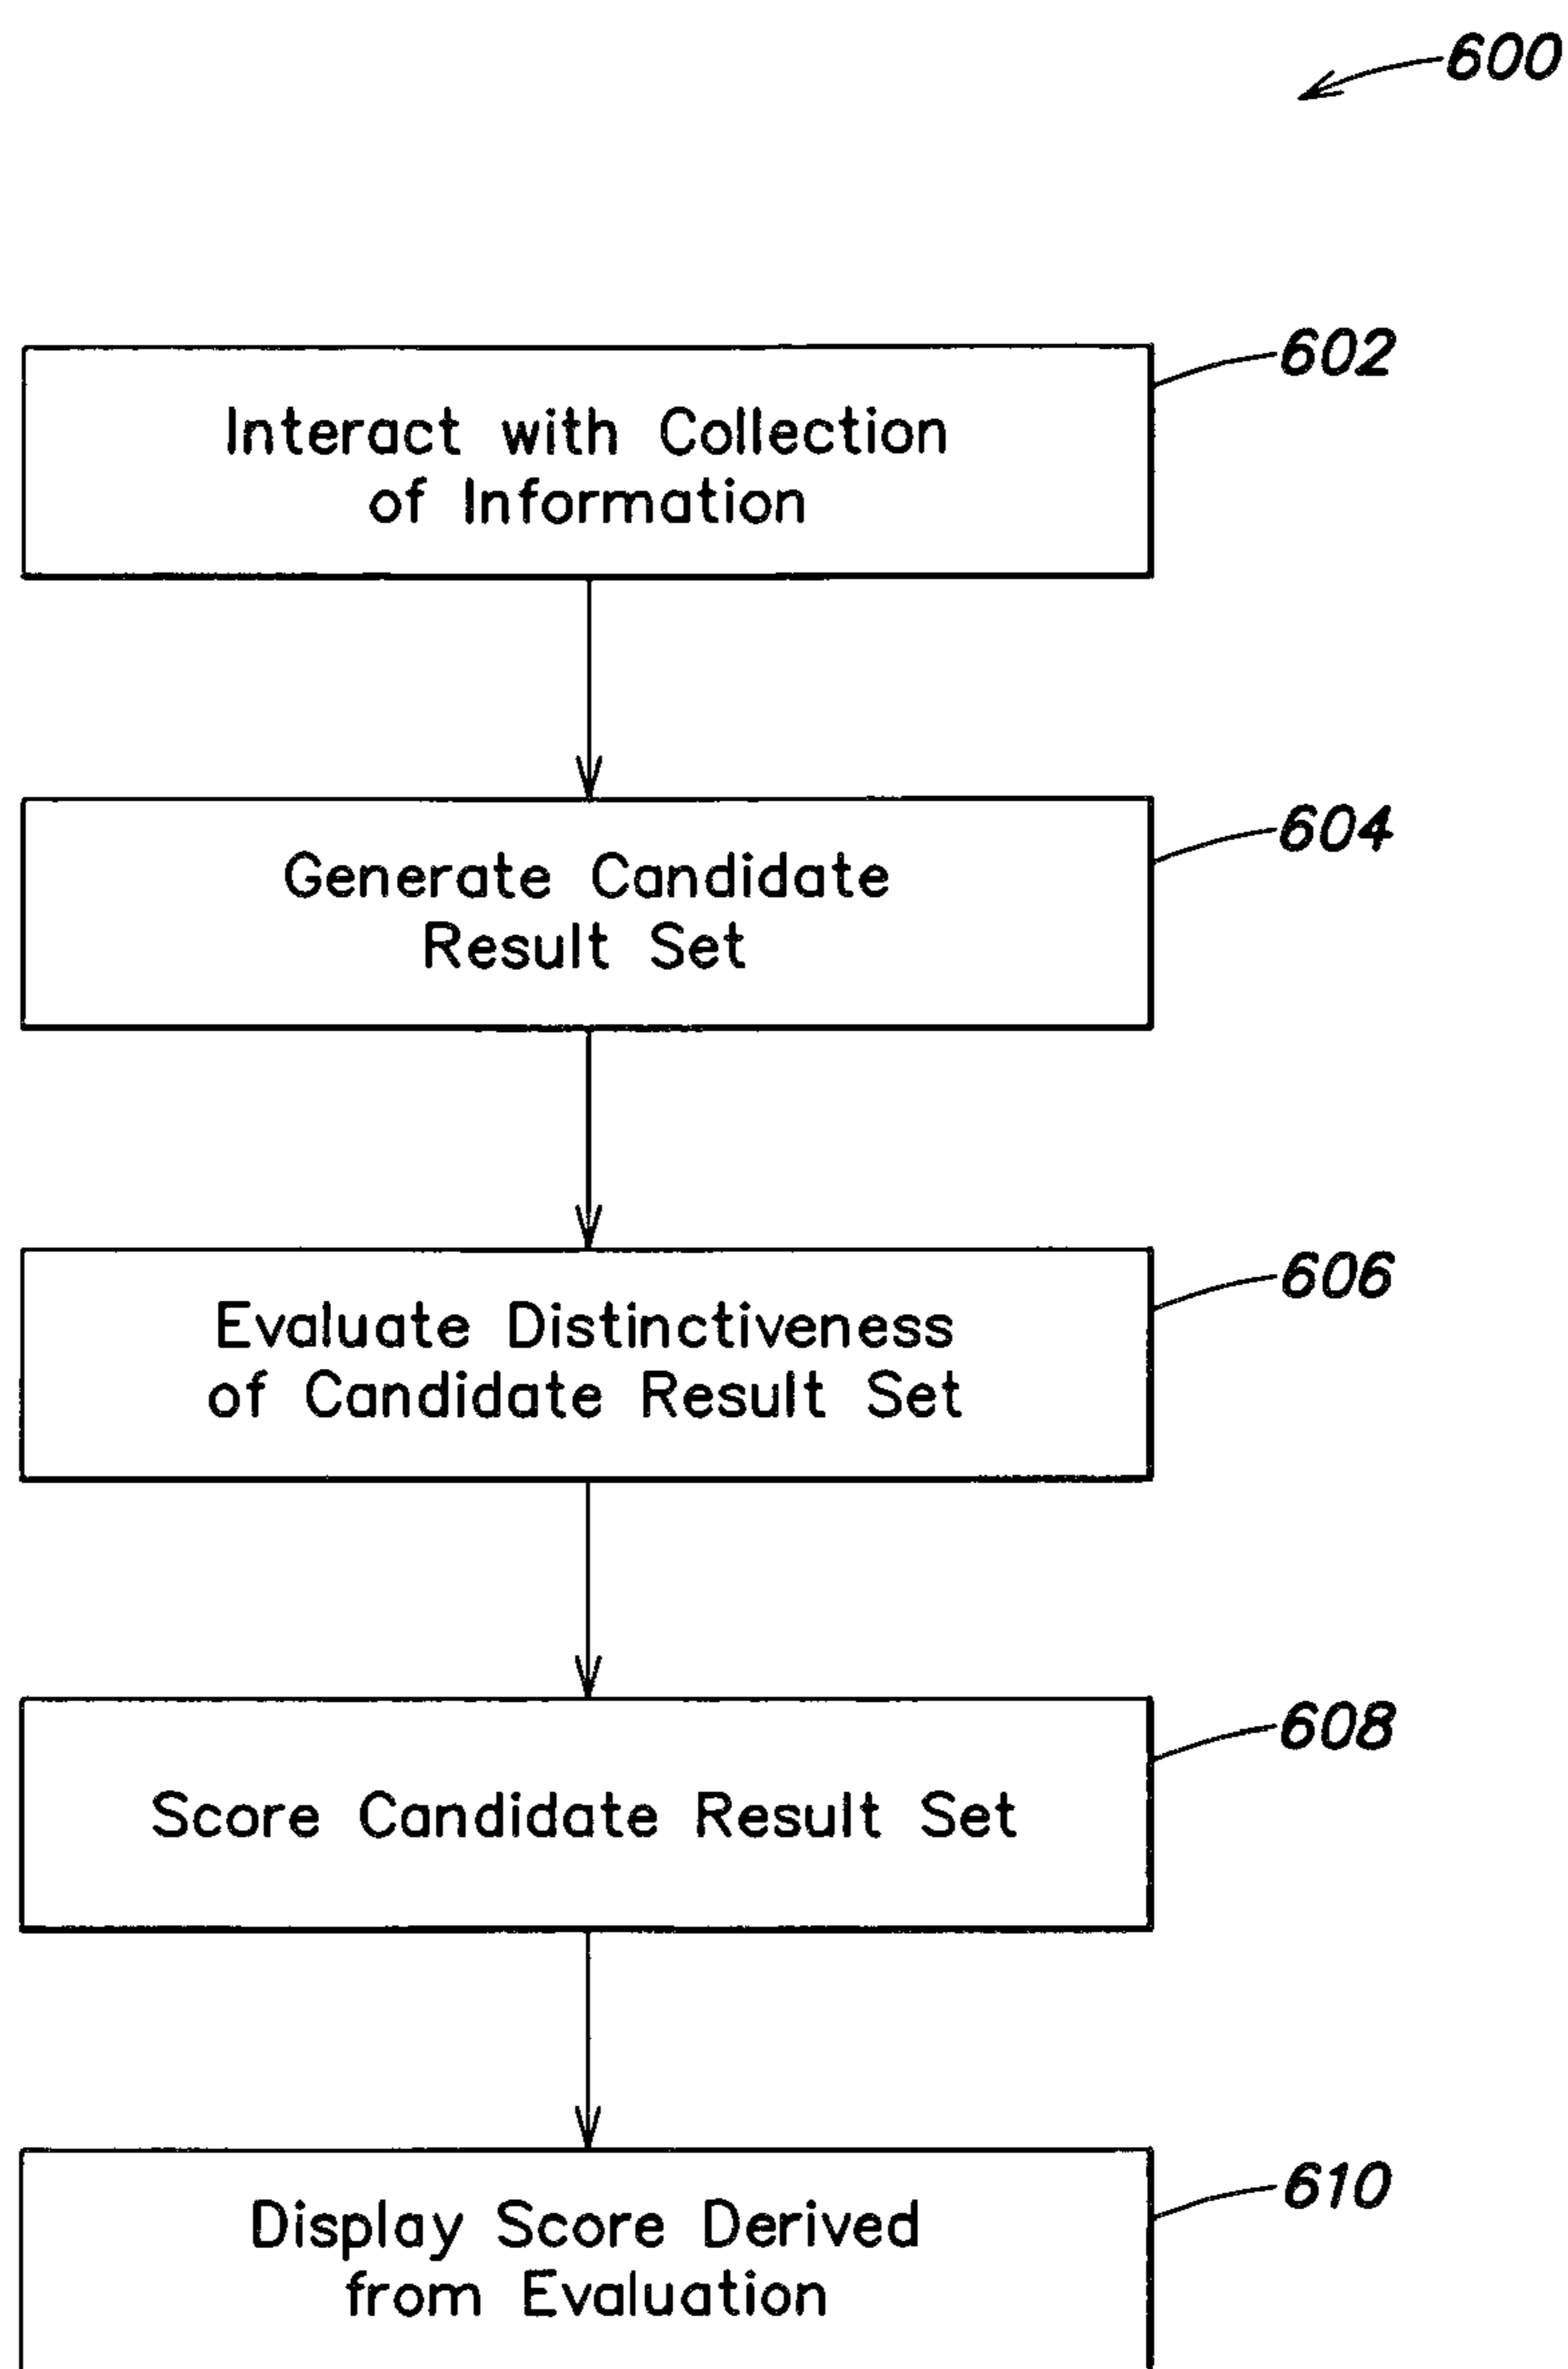 600
602
Interact with Collection
of Information
604
Generate Candidate
Result Set
606
Evaluate Distinctiveness
of Candidate Result Set
608
Score Candidate Result Set
610
Display Score Derived
from Evaluation